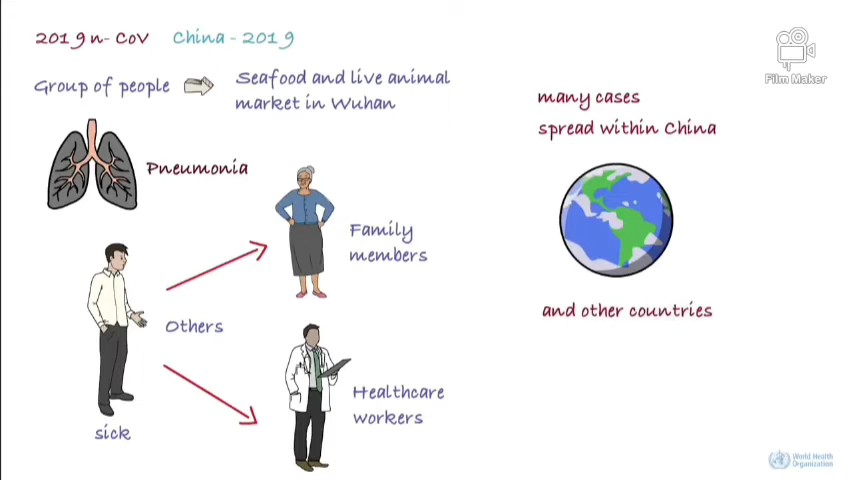 2019 n-CoV China - 2019
Group of people
Seafood and live animal
market in Wuhan
Pneumonia
Family
members
Others
Healthcare
workers
sick
many cases
spread within China
and other countries
Film Maker
World Health
Organization